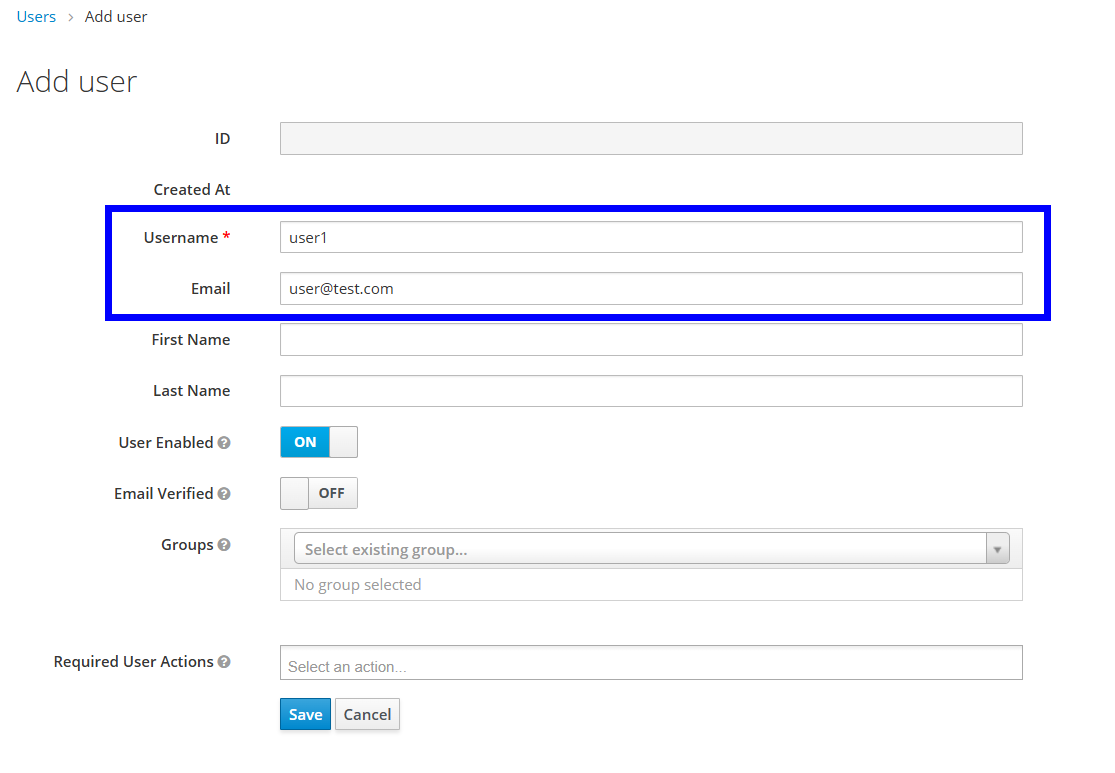 Users > Add user
Add user
ID
Created At
Username * user1
Email user@test.com
First Name
Last Name
User Enabled ON
Email Verified OFF
Groups Select existing group...
No group selected
Required User Actions Select an action...
Save Cancel